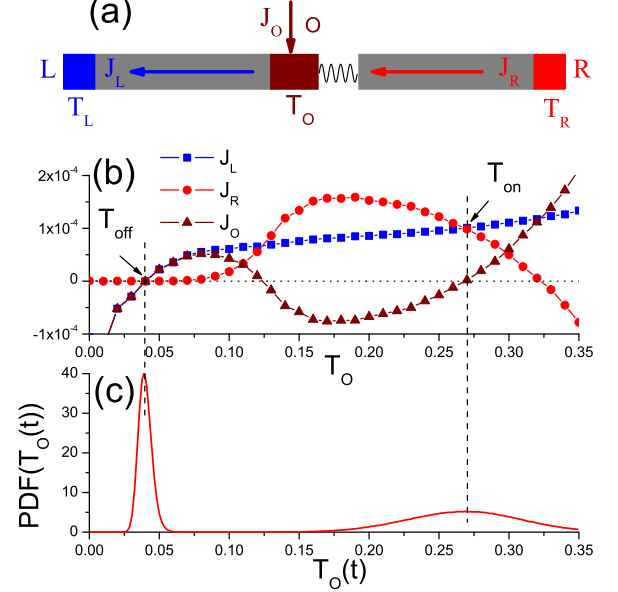 (a) J_O O
L J_L J_R R
T_L T_O T_R
(b) J_L
J_R
J_O
T_off T_on
2x10^-4
1x10^-4
0
-1x10^-4
0.00 0.05 0.10 0.15 0.20 0.25 0.30 0.35
T_O
(c)
PDF(T_O(t))
40
30
20
10
0
0.00 0.05 0.10 0.15 0.20 0.25 0.30 0.35
T_O(t)